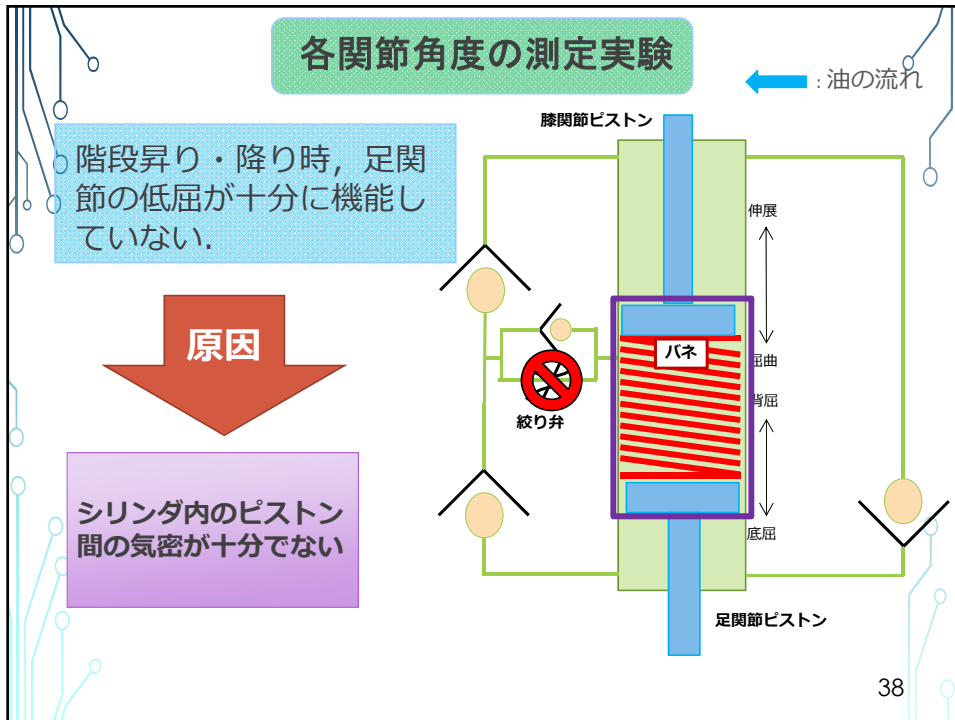 各関節角度の測定実験
：油の流れ
階段昇り・降り時，足関
節の低屈が十分に機能し
ていない．
原因
シリンダ内のピストン
間の気密が十分でない
膝関節ピストン
伸展
バネ
屈曲
背屈
絞り弁
底屈
足関節ピストン
38